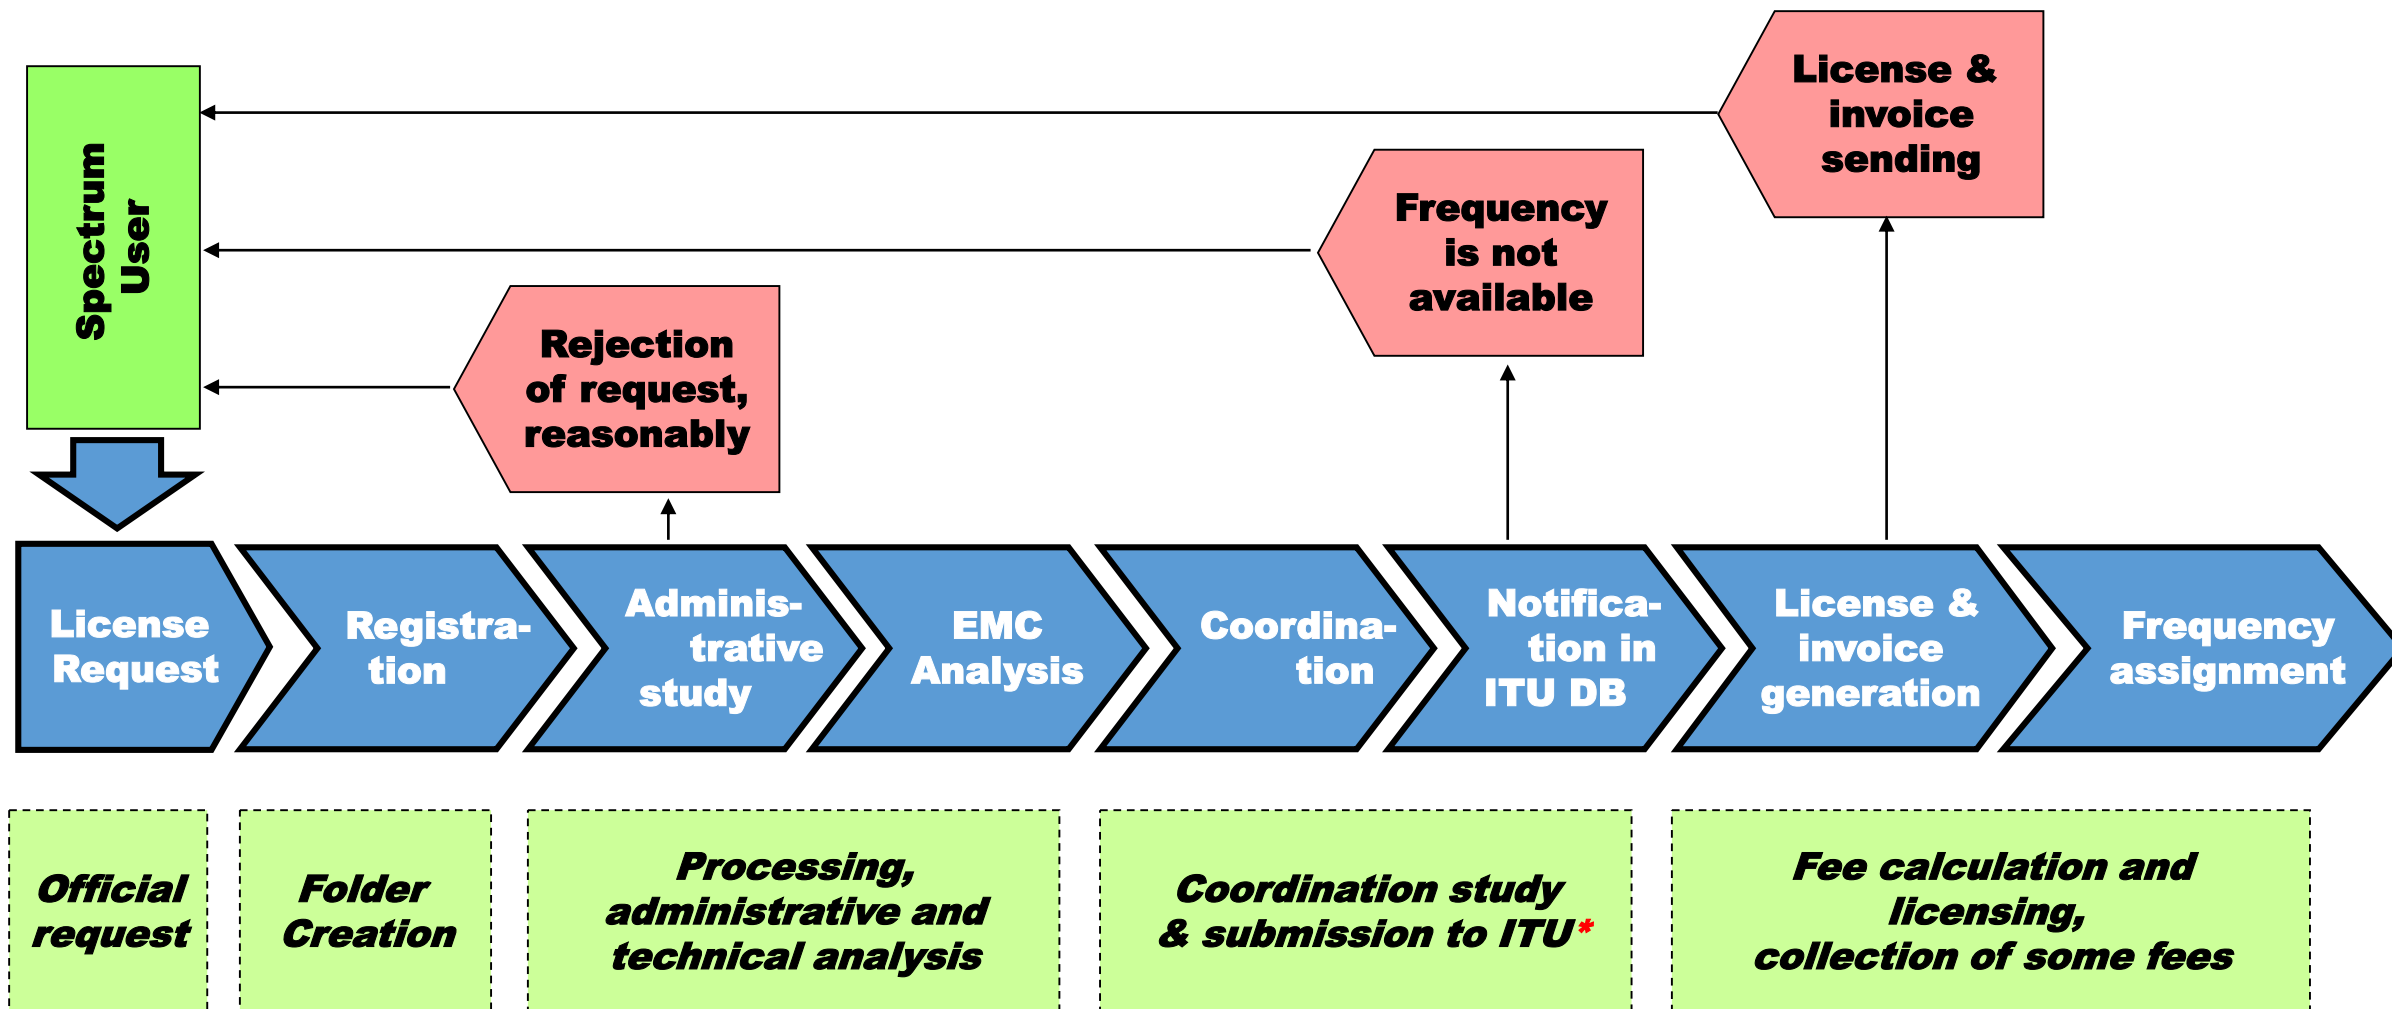 License &
invoice
sending
Spectrum
User
Frequency
is not
available
Rejection
of request,
reasonably
License
Request
Registra-
tion
Adminis-
trative
study
EMC
Analysis
Coordina-
tion
Notifica-
tion in
ITU DB
License &
invoice
generation
Frequency
assignment
Official
request
Folder
Creation
Processing,
administrative and
technical analysis
Coordination study
& submission to ITU*
Fee calculation and
licensing,
collection of some fees